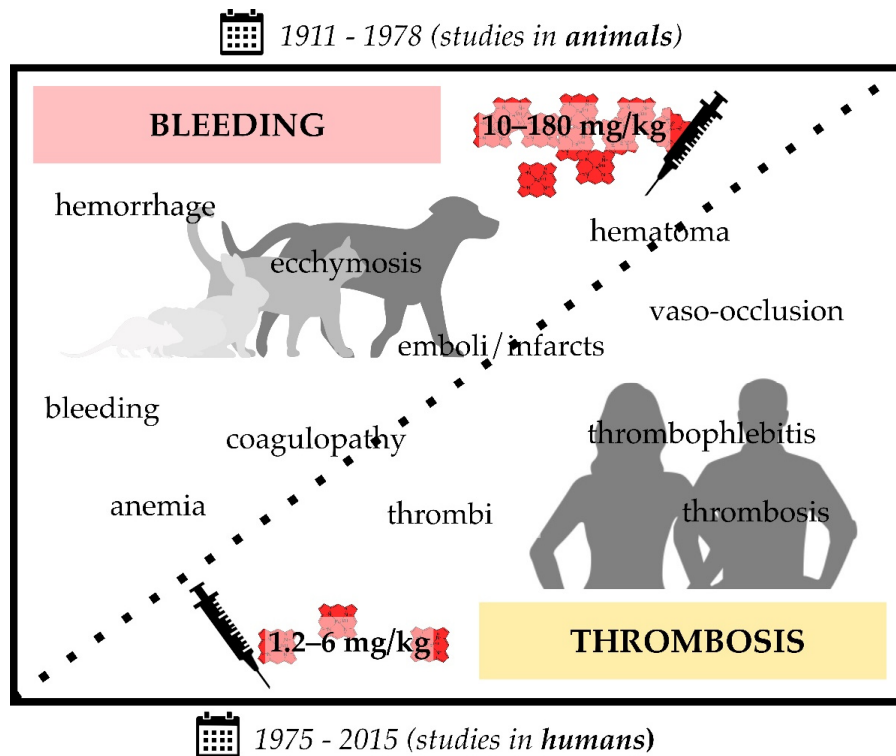 1911 - 1978 (studies in animals)
BLEEDING
10–180 mg/kg
hemorrhage
hematoma
ecchymosis
vaso-occlusion
emboli/infarcts
bleeding
coagulopathy
thrombophlebitis
anemia
thrombi
thrombosis
1.2–6 mg/kg
THROMBOSIS
1975 - 2015 (studies in humans)